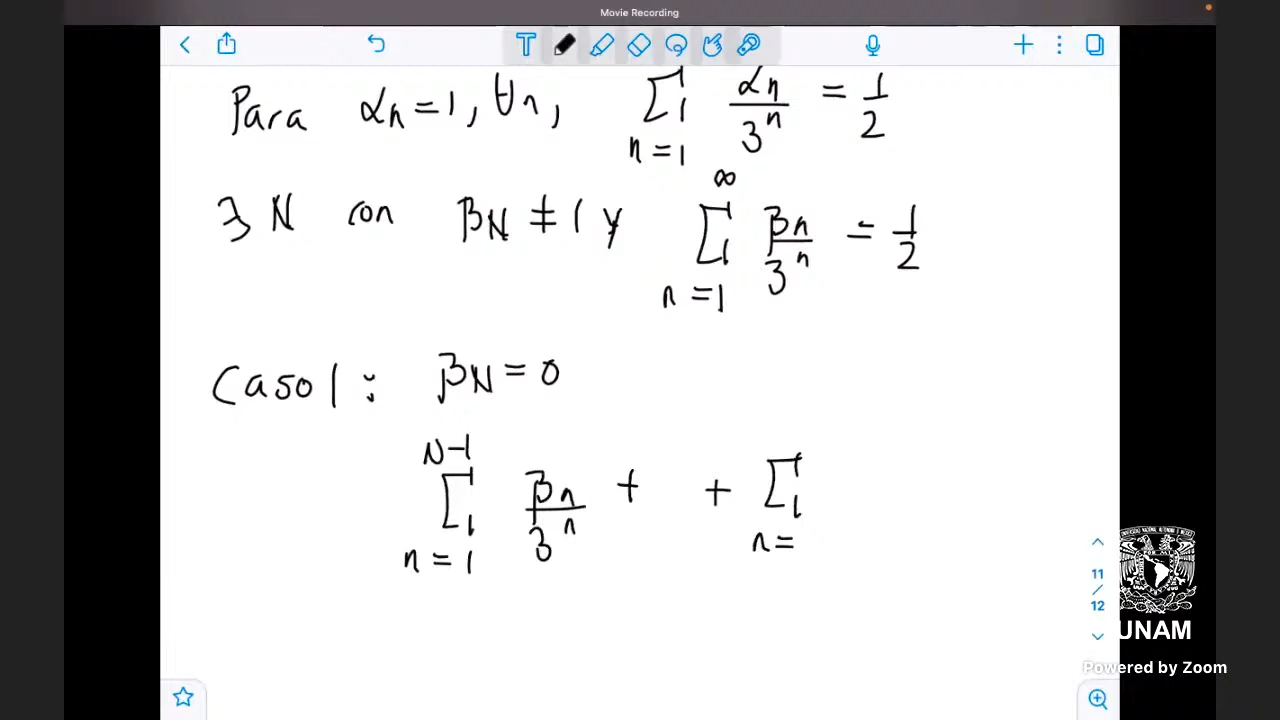 Movie Recording
Para αn = 1, ∀n, ∑ n=1 αn/3^n = 1/2
∃ N con βN ≠ 1 y ∑ n=1 ∞ βn/3^n = 1/2
Caso 1: βN = 0
∑ n=1 N-1 βn/3^n + + ∑ n=
11
/
12
UNAM
Powered by Zoom